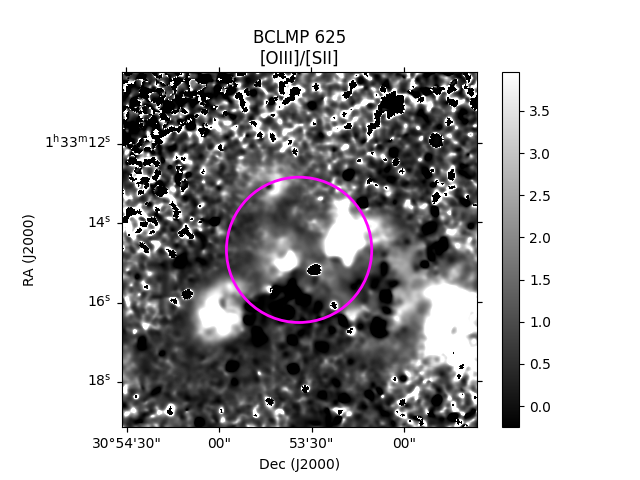 BCLMP 625
[OIII]/[SII]
RA (J2000)
1ʰ33ᵐ12ˢ
14ˢ
16ˢ
18ˢ
30°54'30"
00"
53'30"
00"
Dec (J2000)
3.5
3.0
2.5
2.0
1.5
1.0
0.5
0.0